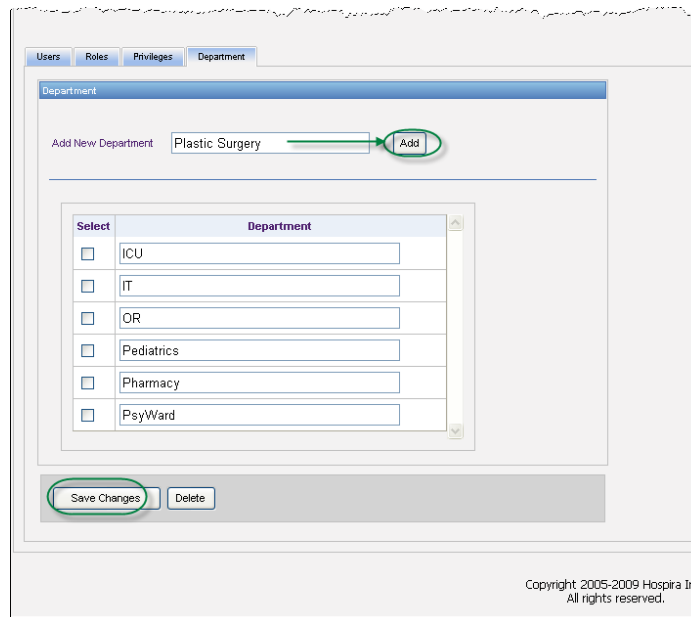 Users Roles Privileges Department
Department
Add New Department Plastic Surgery Add
Select Department
ICU
IT
OR
Pediatrics
Pharmacy
PsyWard
Save Changes Delete
Copyright 2005-2009 Hospira
All rights reserved.